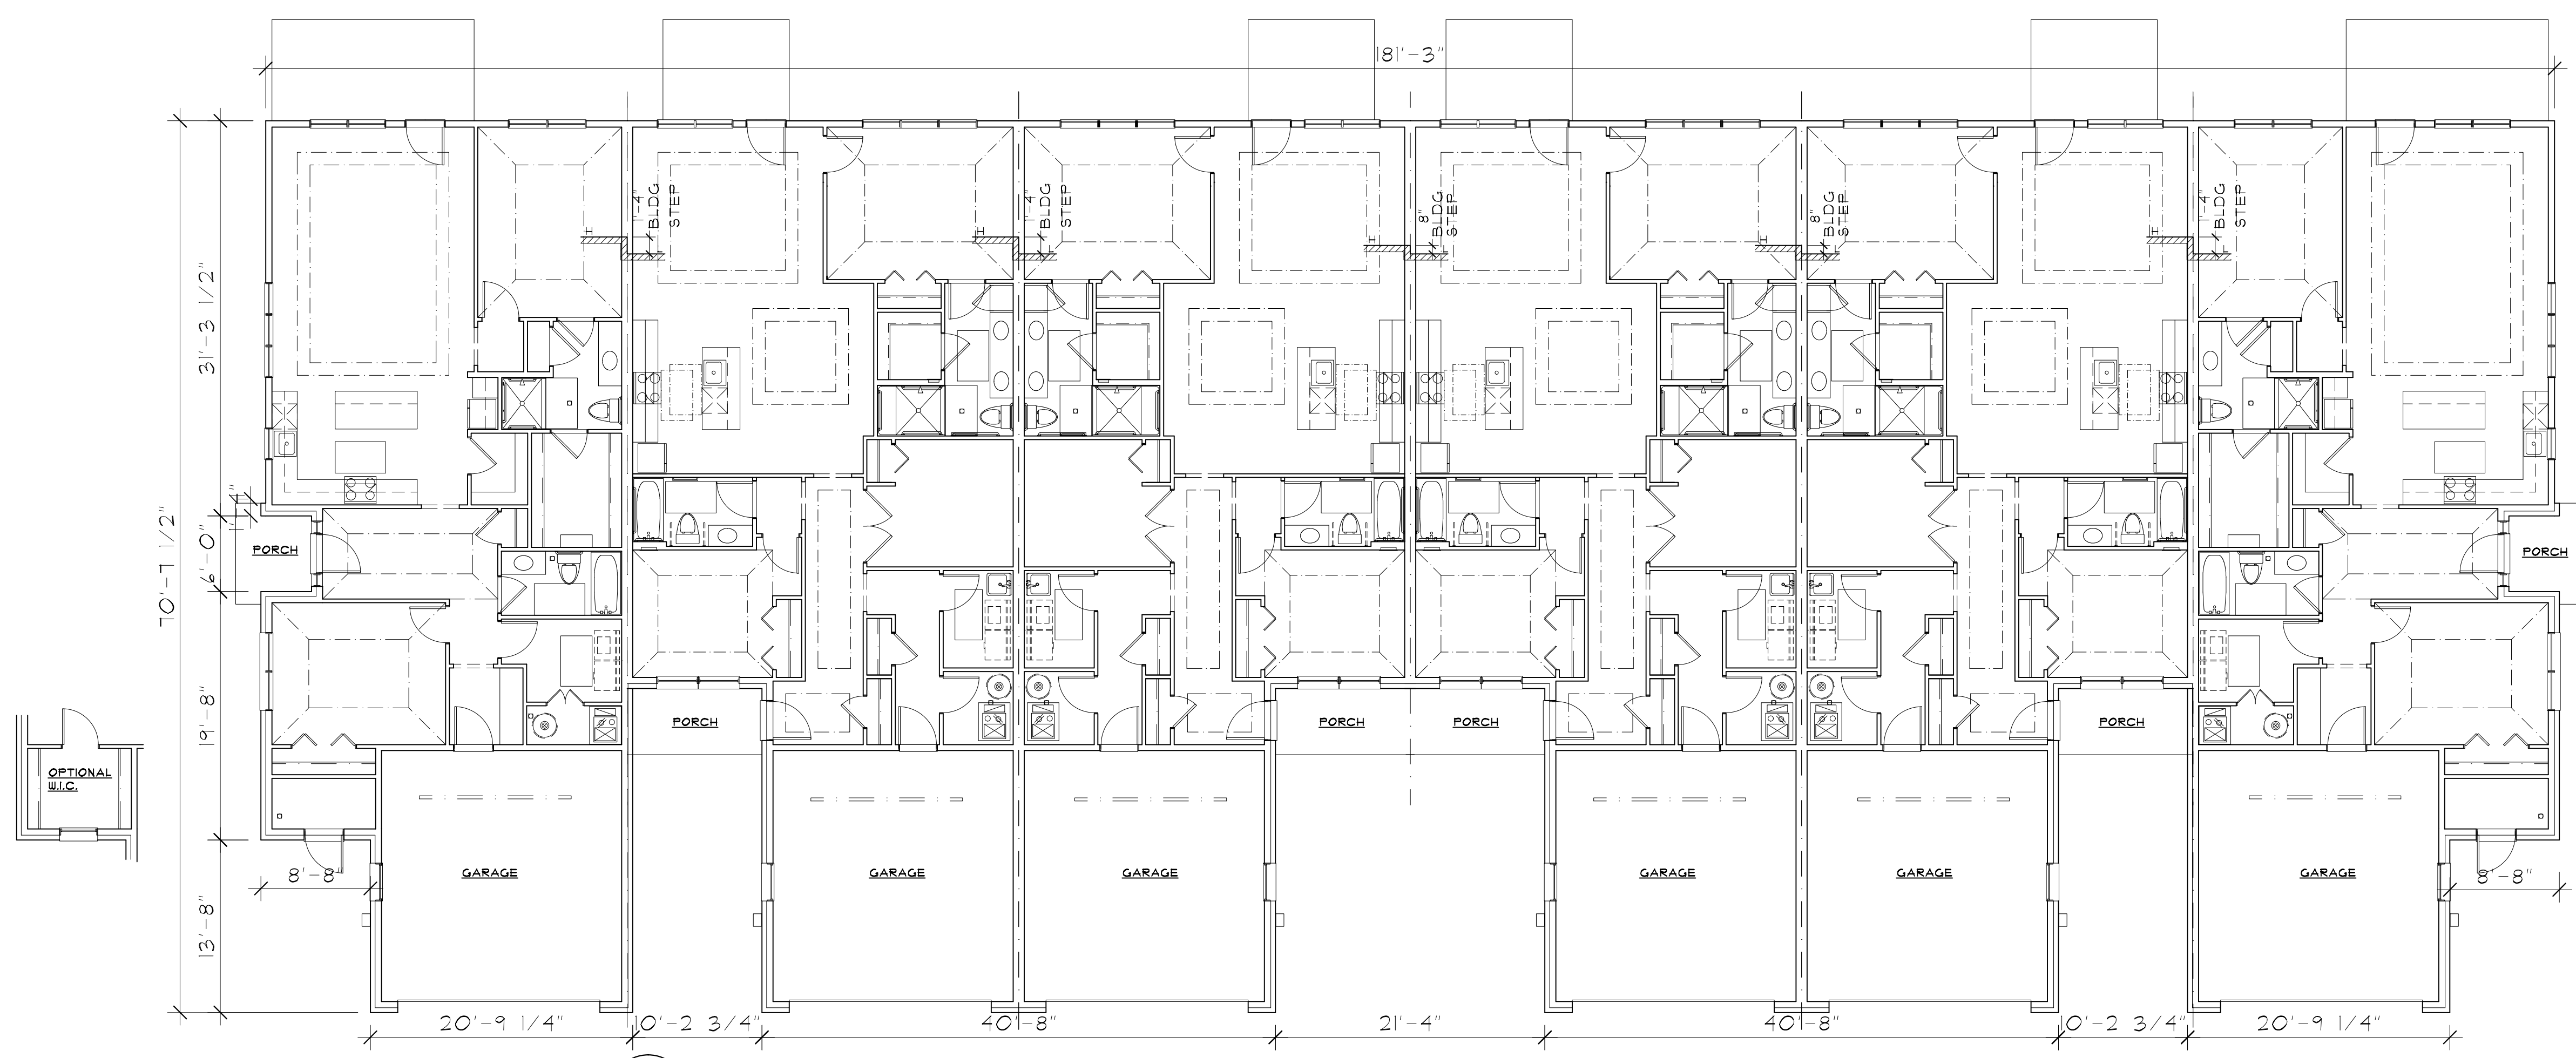 181'-3"
1'-4"
BLDG
STEP
H
L
1'-4"
BLDG
STEP
H
L
8"
BLDG
STEP
H
L
8"
BLDG
STEP
H
L
1'-4"
BLDG
STEP
H
L
31'-3 1/2"
70'-7 1/2"
1'-1"
6'-0"
PORCH
PORCH
19'-8"
PORCH
PORCH
PORCH
PORCH
OPTIONAL
W.I.C.
8'-8"
GARAGE
GARAGE
GARAGE
GARAGE
GARAGE
GARAGE
8'-8"
13'-8"
20'-9 1/4"
10'-2 3/4"
40'-8"
21'-4"
40'-8"
10'-2 3/4"
20'-9 1/4"